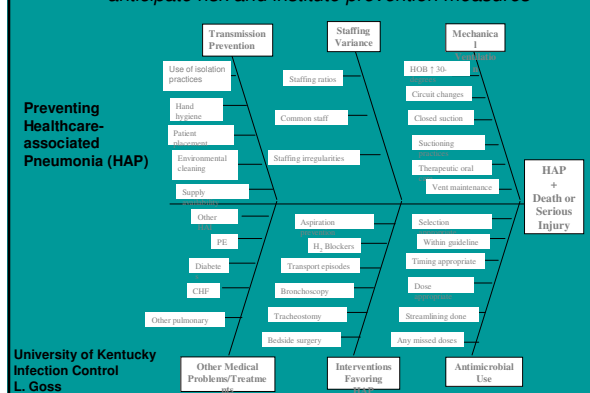 anticipate risk and institute prevention measures
Transmission
Prevention
Staffing
Variance
Mechanica
l
Use of isolation
practices
Hand
hygiene
Patient
placement
Environmental
cleaning
Supply
Staffing ratios
Common staff
Staffing irregularities
HOB ↑ 30-
Circuit changes
Closed suction
Suctioning
Therapeutic oral
Vent maintenance
Preventing
Healthcare-
associated
Pneumonia (HAP)
HAP
+
Death or
Serious
Injury
Other
PE
Diabete
CHF
Other pulmonary
Aspiration
H₂ Blockers
Transport episodes
Bronchoscopy
Tracheostomy
Bedside surgery
Selection
Within guideline
Timing appropriate
Dose
Streamlining done
Any missed doses
University of Kentucky
Infection Control
L. Goss
Other Medical
Problems/Treatme
nts
Interventions
Favoring
HAP
Antimicrobial
Use